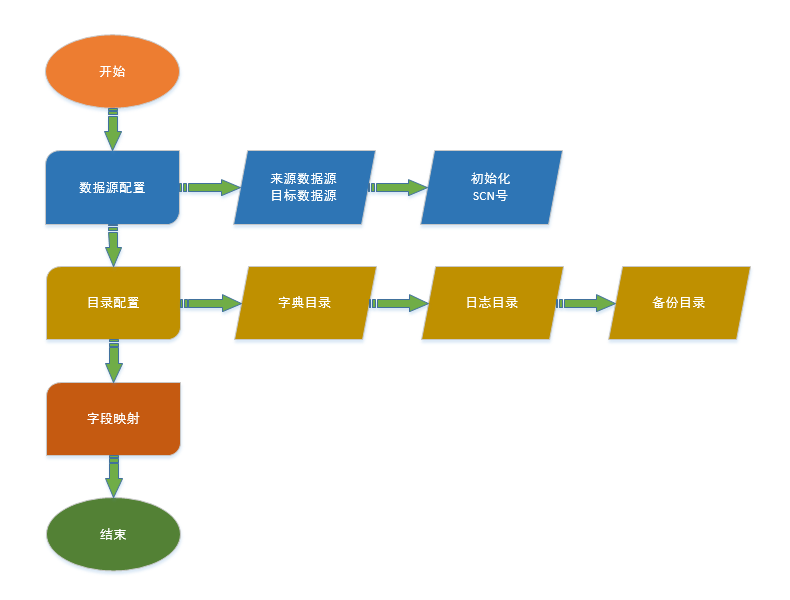 开始
数据源配置
来源数据源
目标数据源
初始化
SCN号
目录配置
字典目录
日志目录
备份目录
字段映射
结束